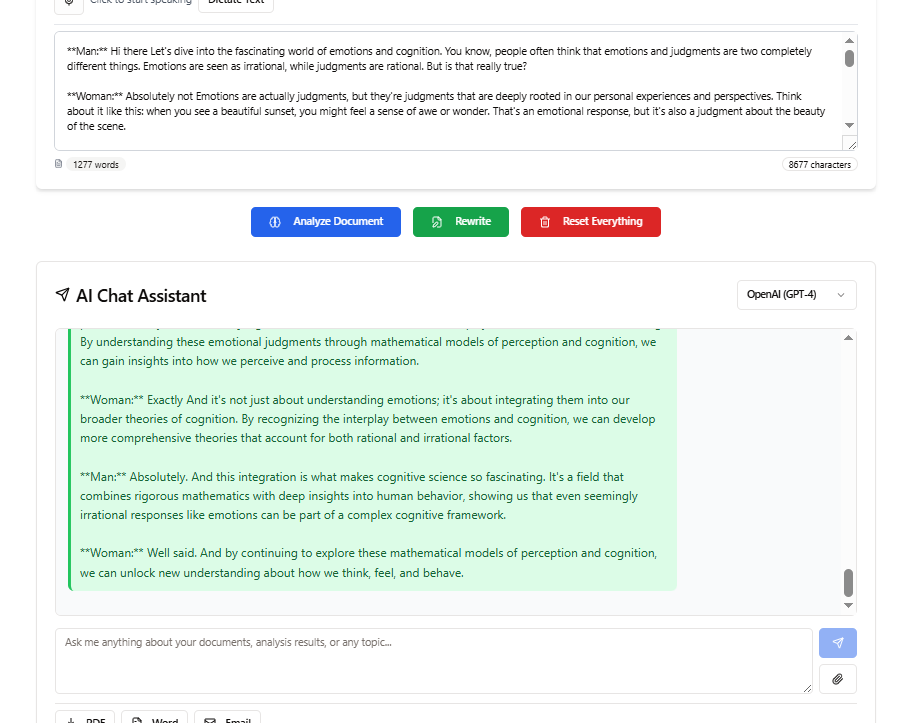 Click to start speaking
Dictate Text
**Man:** Hi there Let's dive into the fascinating world of emotions and cognition. You know, people often think that emotions and judgments are two completely
different things. Emotions are seen as irrational, while judgments are rational. But is that really true?
**Woman:** Absolutely not Emotions are actually judgments, but they're judgments that are deeply rooted in our personal experiences and perspectives. Think
about it like this: when you see a beautiful sunset, you might feel a sense of awe or wonder. That's an emotional response, but it's also a judgment about the beauty
of the scene.
1277 words
8677 characters
Analyze Document
Rewrite
Reset Everything
AI Chat Assistant
OpenAI (GPT-4)
By understanding these emotional judgments through mathematical models of perception and cognition, we
can gain insights into how we perceive and process information.
**Woman:** Exactly And it's not just about understanding emotions; it's about integrating them into our
broader theories of cognition. By recognizing the interplay between emotions and cognition, we can develop
more comprehensive theories that account for both rational and irrational factors.
**Man:** Absolutely. And this integration is what makes cognitive science so fascinating. It's a field that
combines rigorous mathematics with deep insights into human behavior, showing us that even seemingly
irrational responses like emotions can be part of a complex cognitive framework.
**Woman:** Well said. And by continuing to explore these mathematical models of perception and cognition,
we can unlock new understanding about how we think, feel, and behave.
Ask me anything about your documents, analysis results, or any topic...
PDF
Word
Email